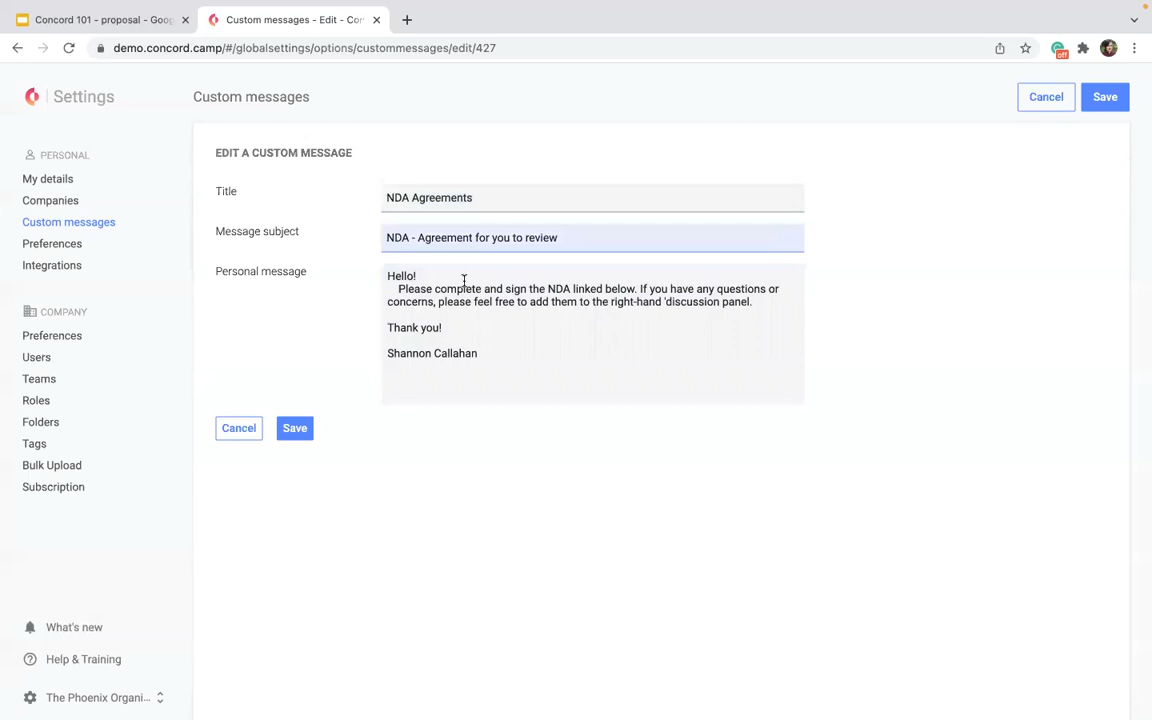 Concord 101 - proposal - Goog
Custom messages - Edit - Con
demo.concord.camp/#/globalsettings/options/custommessages/edit/427
off
Settings
Custom messages
Cancel
Save
PERSONAL
My details
Companies
Custom messages
Preferences
Integrations
COMPANY
Preferences
Users
Teams
Roles
Folders
Tags
Bulk Upload
Subscription
What's new
Help & Training
The Phoenix Organi...
EDIT A CUSTOM MESSAGE
Title
NDA Agreements
Message subject
NDA - Agreement for you to review
Personal message
Hello!
Please complete and sign the NDA linked below. If you have any questions or
concerns, please feel free to add them to the right-hand 'discussion panel.
Thank you!
Shannon Callahan
Cancel
Save